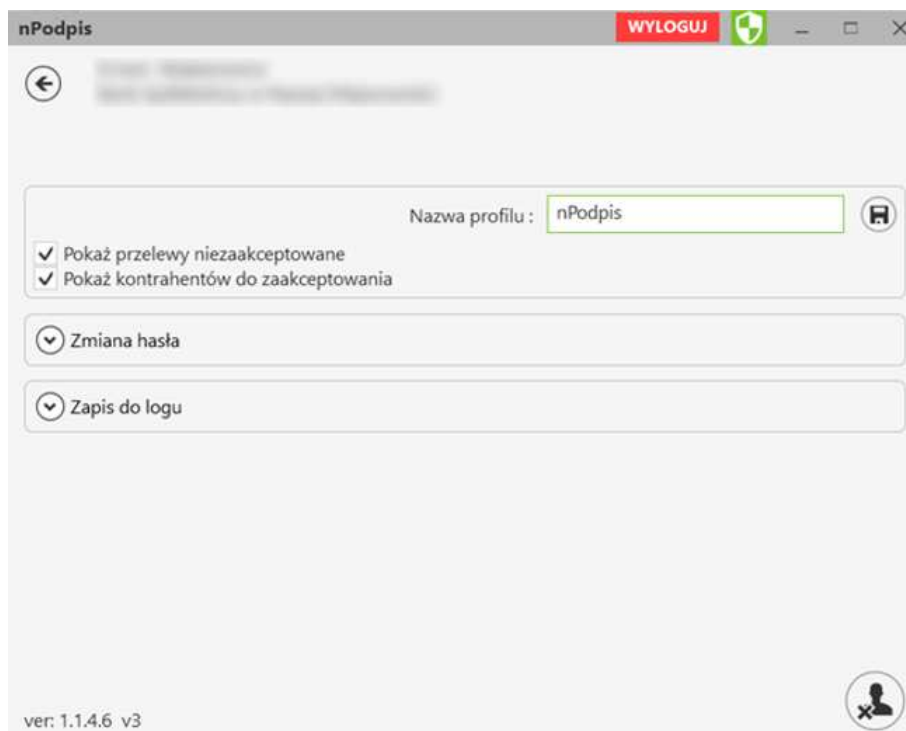 nPodpis
WYLOGUJ
Nazwa profilu :
nPodpis
Pokaż przelewy niezaakceptowane
Pokaż kontrahentów do zaakceptowania
Zmiana hasła
Zapis do logu
ver: 1.1.4.6 v3